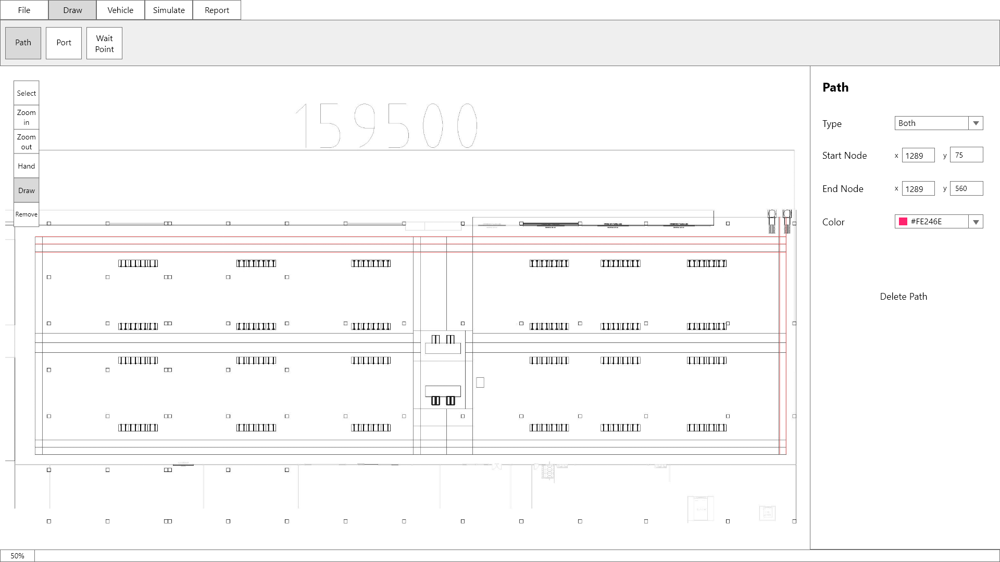 File Draw Vehicle Simulate Report
Path Port Wait
Point
Select
Zoom
in
Zoom
out
Hand
Draw
Remove
159500
Path
Type Both
Start Node x 1289 y 75
End Node x 1289 y 560
Color #FE246E
Delete Path
50%